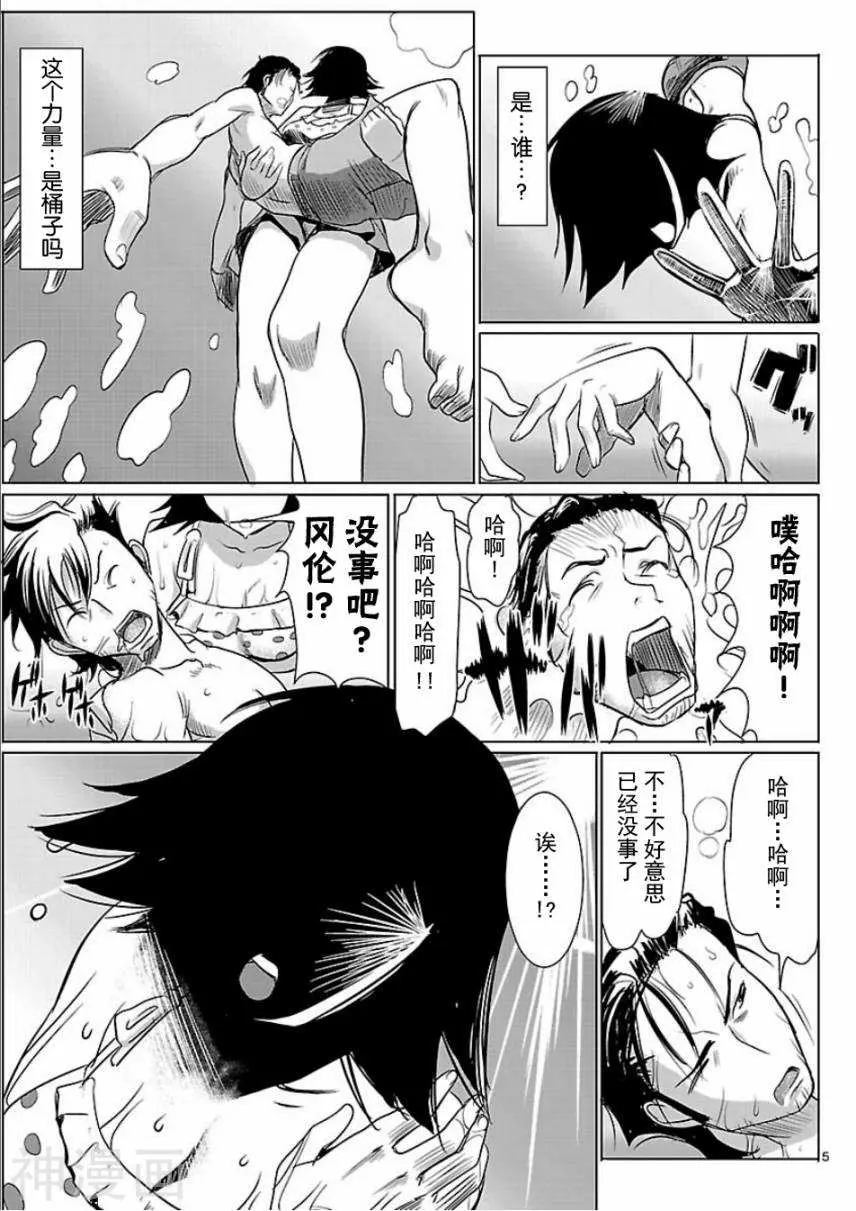 是…谁…?
这个力量…是桶子吗
グッ
噗哈啊啊啊!
哈啊!
哈啊哈啊哈啊!!
没事吧?
冈伦!?
ゲホ
ゲホ
哈啊…哈啊…
不…不好意思
已经没事了
诶……!?
5
神漫画